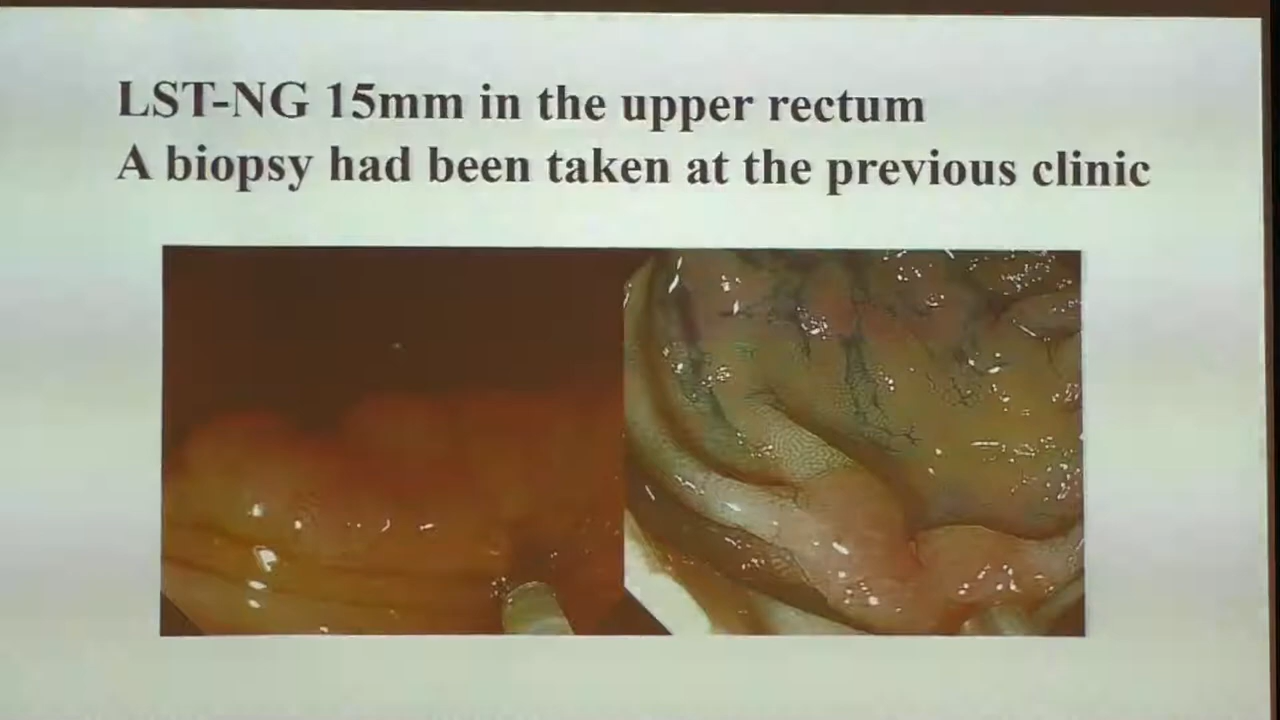 LST-NG 15mm in the upper rectum
A biopsy had been taken at the previous clinic